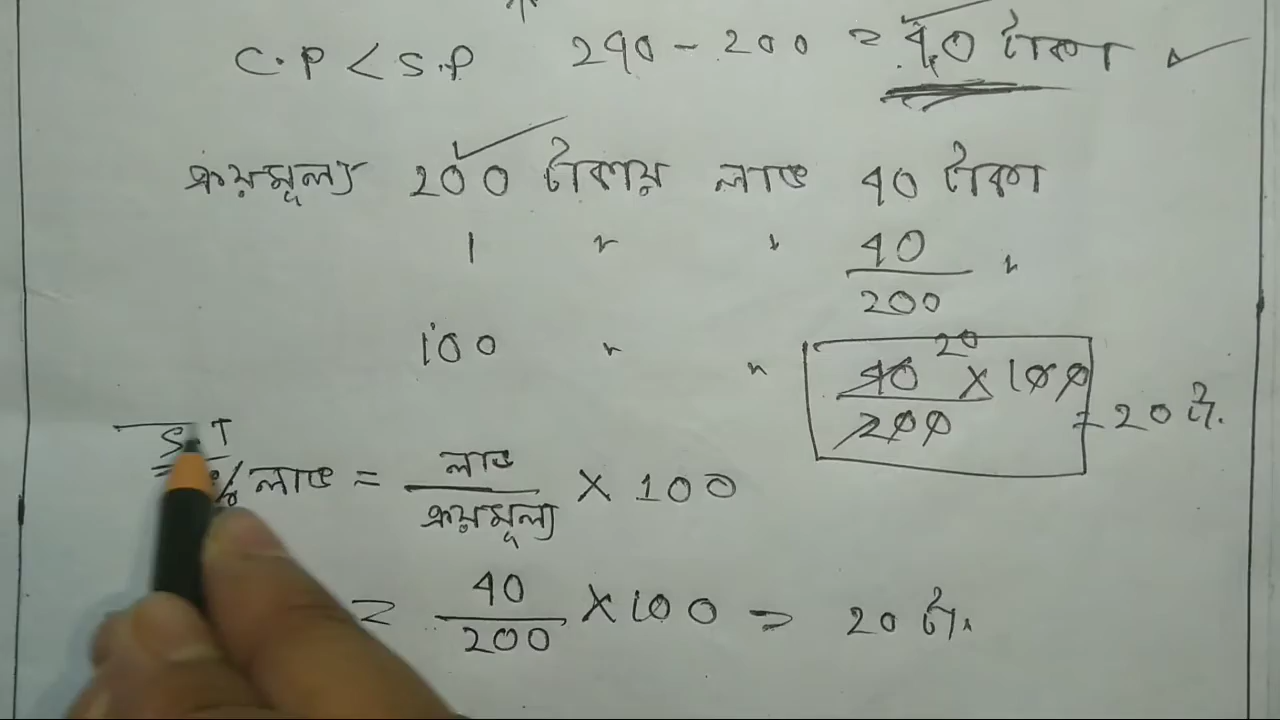 C.P < S.P 240 - 200 = 40 টাকা
ক্রয়মূল্য 200 টাকায় লাভ 40 টাকা
1 " " 40/200 "
100 " " 40 20 × 100 / 200 = 20 টা.
S.T
% লাভ = লাভ/ক্রয়মূল্য × 100
= 40/200 × 100 = 20 টা.